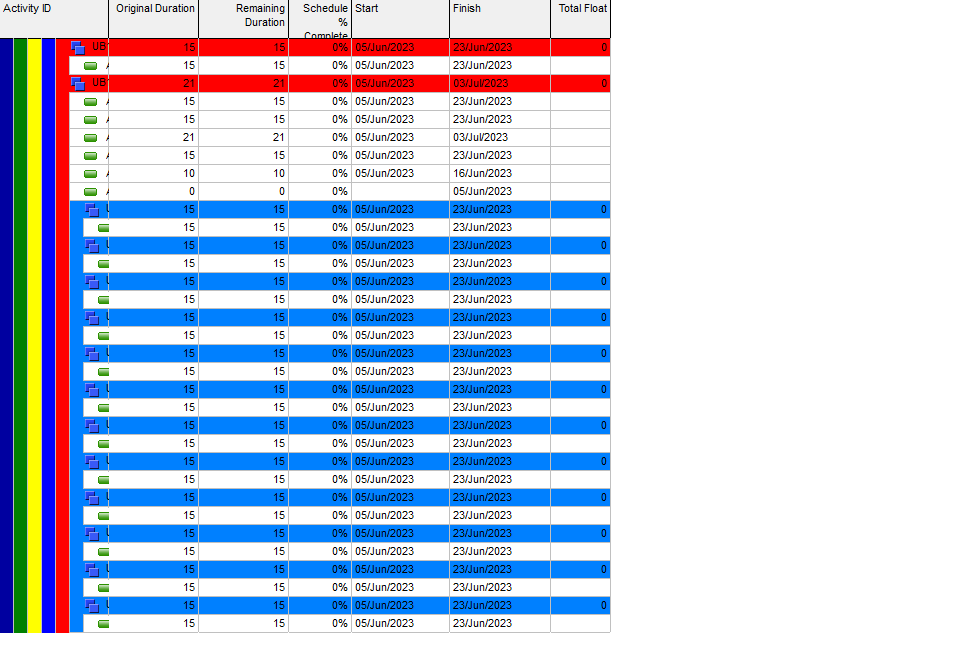 Activity ID Original Duration Remaining Duration Schedule % Complete Start Finish Total Float
UB 15 15 0% 05/Jun/2023 23/Jun/2023 0
15 15 0% 05/Jun/2023 23/Jun/2023
UB 21 21 0% 05/Jun/2023 03/Jul/2023 0
15 15 0% 05/Jun/2023 23/Jun/2023
15 15 0% 05/Jun/2023 23/Jun/2023
21 21 0% 05/Jun/2023 03/Jul/2023
15 15 0% 05/Jun/2023 23/Jun/2023
10 10 0% 05/Jun/2023 16/Jun/2023
0 0 0% 05/Jun/2023
15 15 0% 05/Jun/2023 23/Jun/2023 0
15 15 0% 05/Jun/2023 23/Jun/2023
15 15 0% 05/Jun/2023 23/Jun/2023 0
15 15 0% 05/Jun/2023 23/Jun/2023
15 15 0% 05/Jun/2023 23/Jun/2023 0
15 15 0% 05/Jun/2023 23/Jun/2023
15 15 0% 05/Jun/2023 23/Jun/2023 0
15 15 0% 05/Jun/2023 23/Jun/2023
15 15 0% 05/Jun/2023 23/Jun/2023 0
15 15 0% 05/Jun/2023 23/Jun/2023
15 15 0% 05/Jun/2023 23/Jun/2023 0
15 15 0% 05/Jun/2023 23/Jun/2023
15 15 0% 05/Jun/2023 23/Jun/2023 0
15 15 0% 05/Jun/2023 23/Jun/2023
15 15 0% 05/Jun/2023 23/Jun/2023 0
15 15 0% 05/Jun/2023 23/Jun/2023
15 15 0% 05/Jun/2023 23/Jun/2023 0
15 15 0% 05/Jun/2023 23/Jun/2023
15 15 0% 05/Jun/2023 23/Jun/2023 0
15 15 0% 05/Jun/2023 23/Jun/2023
15 15 0% 05/Jun/2023 23/Jun/2023 0
15 15 0% 05/Jun/2023 23/Jun/2023
15 15 0% 05/Jun/2023 23/Jun/2023 0
15 15 0% 05/Jun/2023 23/Jun/2023